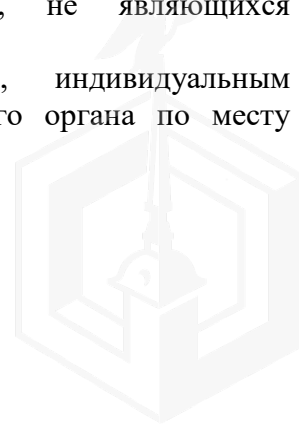 , не являющихся
, индивидуальным
го органа по месту